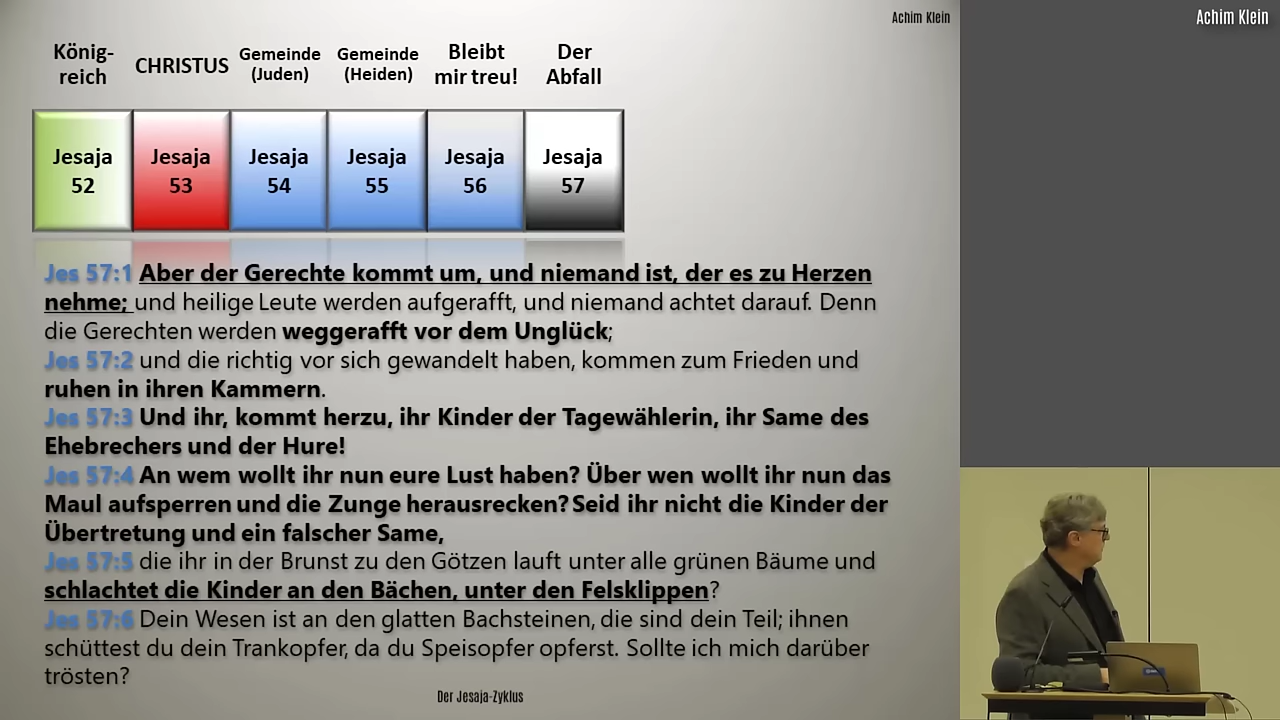 Achim Klein
Achim Klein
König-
reich
CHRISTUS
Gemeinde
(Juden)
Gemeinde
(Heiden)
Bleibt
mir treu!
Der
Abfall
Jesaja
52
Jesaja
53
Jesaja
54
Jesaja
55
Jesaja
56
Jesaja
57
Jes 57:1 Aber der Gerechte kommt um, und niemand ist, der es zu Herzen
nehme; und heilige Leute werden aufgerafft, und niemand achtet darauf. Denn
die Gerechten werden weggerafft vor dem Unglück;
Jes 57:2 und die richtig vor sich gewandelt haben, kommen zum Frieden und
ruhen in ihren Kammern.
Jes 57:3 Und ihr, kommt herzu, ihr Kinder der Tagewählerin, ihr Same des
Ehebrechers und der Hure!
Jes 57:4 An wem wollt ihr nun eure Lust haben? Über wen wollt ihr nun das
Maul aufsperren und die Zunge herausrecken? Seid ihr nicht die Kinder der
Übertretung und ein falscher Same,
Jes 57:5 die ihr in der Brunst zu den Götzen lauft unter alle grünen Bäume und
schlachtet die Kinder an den Bächen, unter den Felsklippen?
Jes 57:6 Dein Wesen ist an den glatten Bachsteinen, die sind dein Teil; ihnen
schüttest du dein Trankopfer, da du Speisopfer opferst. Sollte ich mich darüber
trösten?
Der Jesaja-Zyklus